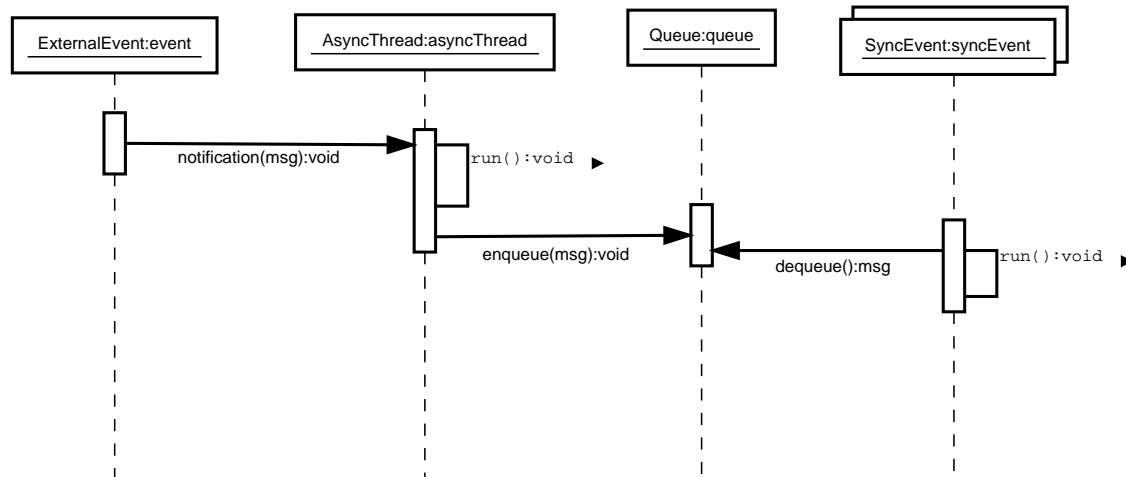 ExternalEvent:event
AsyncThread:asyncThread
Queue:queue
SyncEvent:syncEvent
notification(msg):void
run():void
enqueue(msg):void
dequeue():msg
run():void